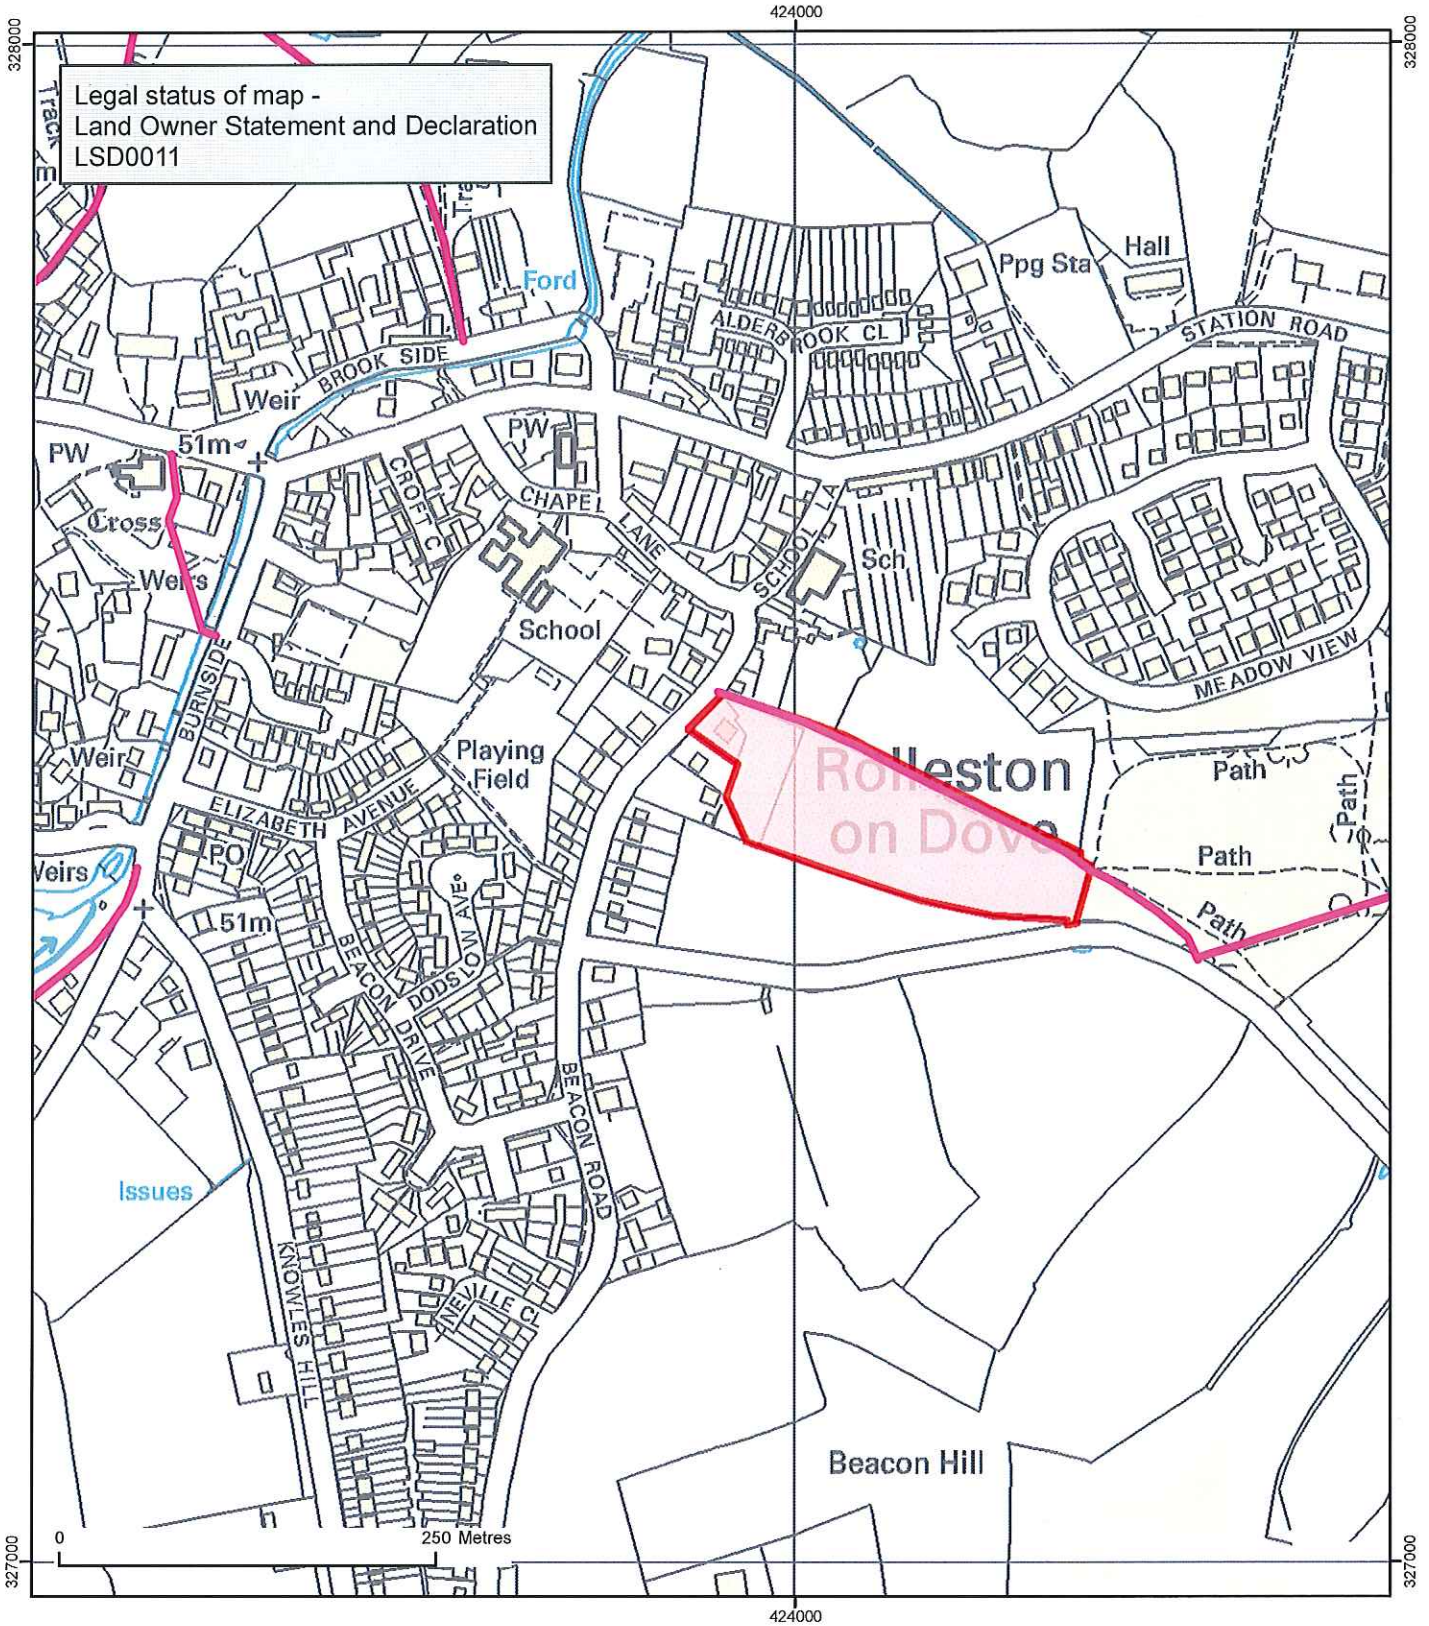 424000
328000
328000
Legal status of map -
Land Owner Statement and Declaration
LSD0011
Track
m
Tra
Ford
Ppg Sta
Hall
STATION ROAD
ALDERBROOK CL
BROOK SIDE
Weir
PW
51m
PW
CROFT C
CHAPEL LANE
SCHOOL LA
Cross
Sch
Weirs
School
MEADOW VIEW
BURNSIDE
Weir
Playing
Field
Rolleston
on Dove
Path
Path
ELIZABETH AVENUE
PO
Path
Weirs
51m
Path
BEACON DRIVE
DODSLOW AVE
BEACON ROAD
Issues
KNOWLES HILL
NEVILLE CL
Beacon Hill
0
250 Metres
327000
327000
424000